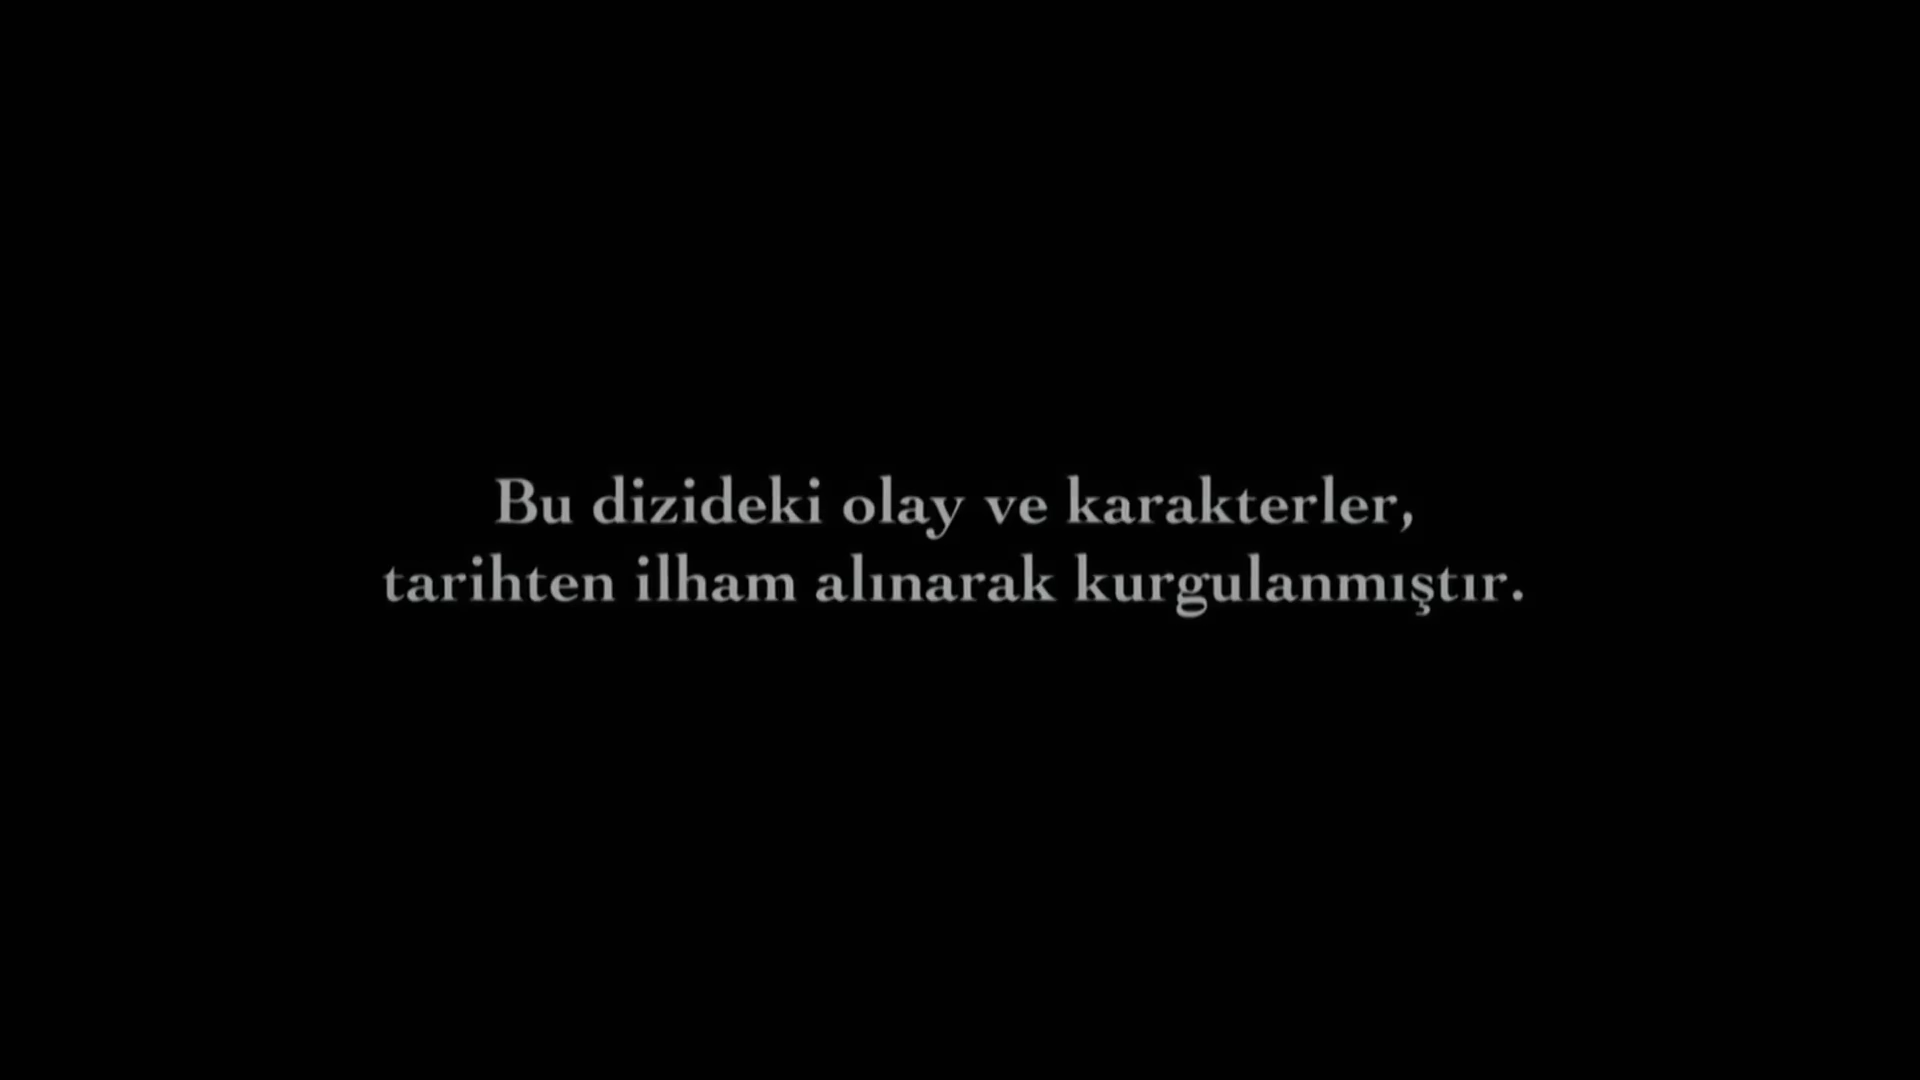 Bu dizideki olay ve karakterler,
tarihten ilham alınarak kurgulanmıştır.